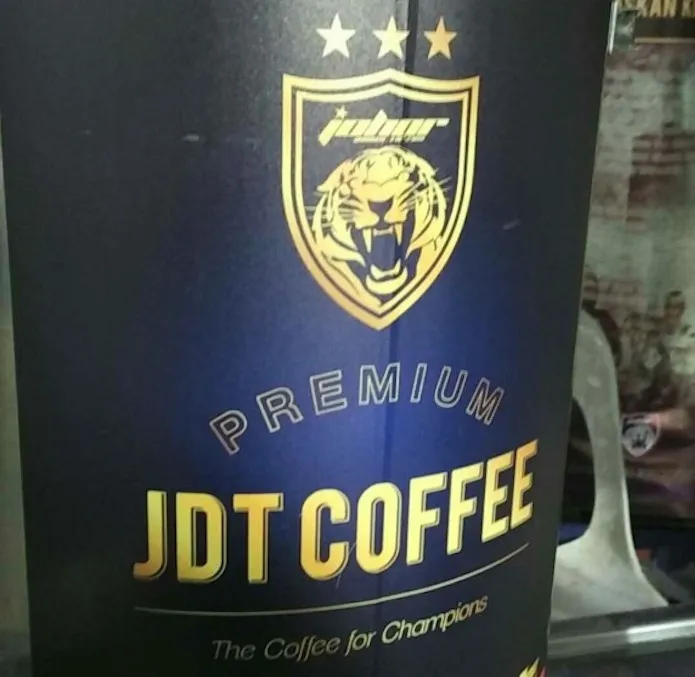 johor
PREMIUM
JDT COFFEE
The Coffee for Champions